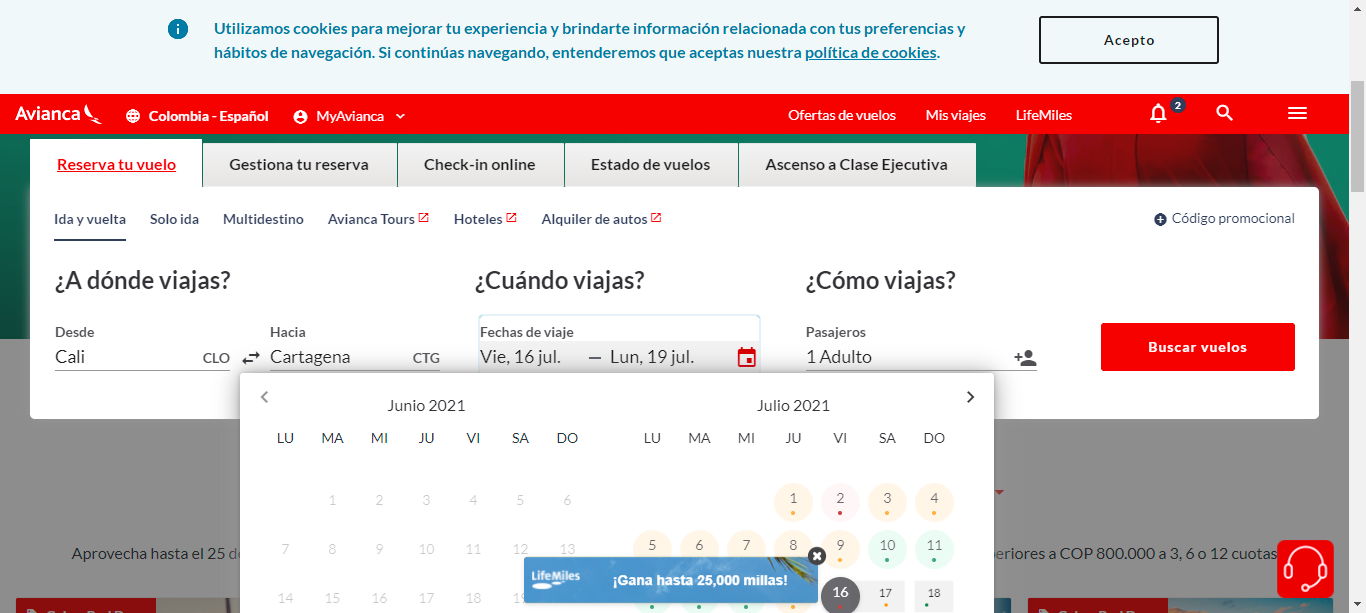 Utilizamos cookies para mejorar tu experiencia y brindarte información relacionada con tus preferencias y
hábitos de navegación. Si continúas navegando, entenderemos que aceptas nuestra política de cookies.
Acepto
Avianca
Colombia - Español
MyAvianca
Ofertas de vuelos
Mis viajes
LifeMiles
2
Reserva tu vuelo
Gestiona tu reserva
Check-in online
Estado de vuelos
Ascenso a Clase Ejecutiva
Ida y vuelta
Solo ida
Multidestino
Avianca Tours
Hoteles
Alquiler de autos
Código promocional
¿A dónde viajas?
¿Cuándo viajas?
¿Cómo viajas?
Desde
Hacia
Fechas de viaje
Pasajeros
Cali CLO
Cartagena CTG
Vie, 16 jul. — Lun, 19 jul.
1 Adulto
Buscar vuelos
Junio 2021
LU MA MI JU VI SA DO
1 2 3 4 5 6
7 8 9 10 11 12 13
14 15 16 17 18
Julio 2021
LU MA MI JU VI SA DO
1 2 3 4
5 6 7 8 9 10 11
16 17 18
Aprovecha hasta el 25
a COP 800.000 a 3, 6 o 12 cuotas
LifeMiles
¡Gana hasta 25,000 millas!